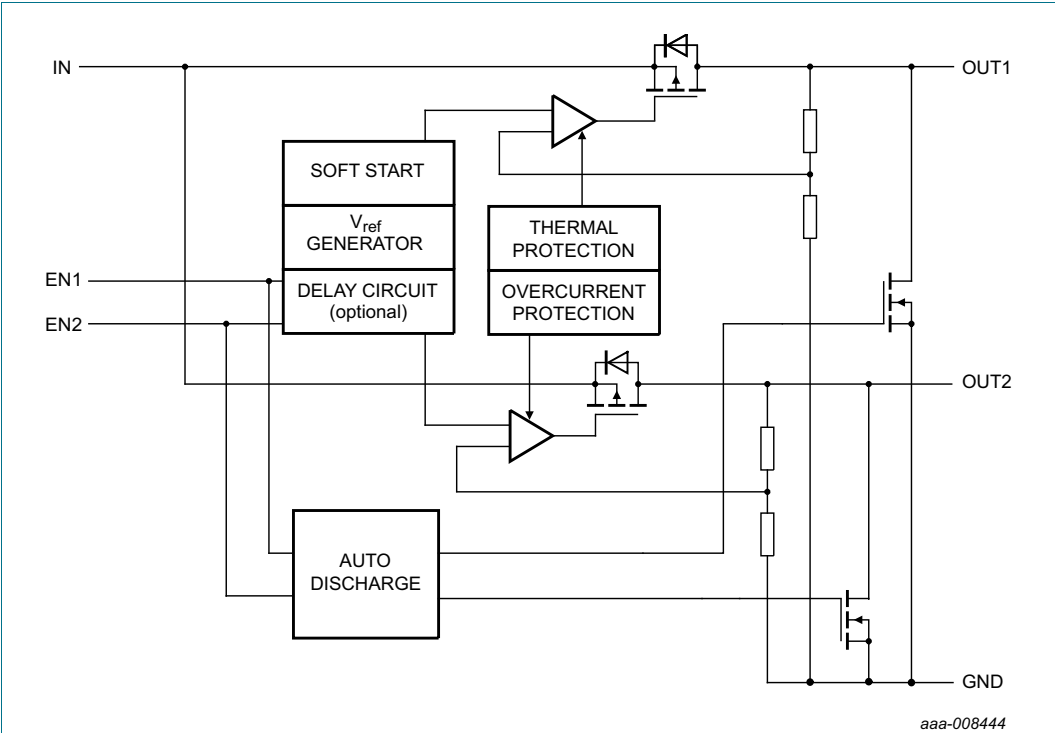 IN
OUT1
SOFT START
Vref
GENERATOR
THERMAL
PROTECTION
EN1
DELAY CIRCUIT
(optional)
OVERCURRENT
PROTECTION
EN2
OUT2
AUTO
DISCHARGE
GND
aaa-008444